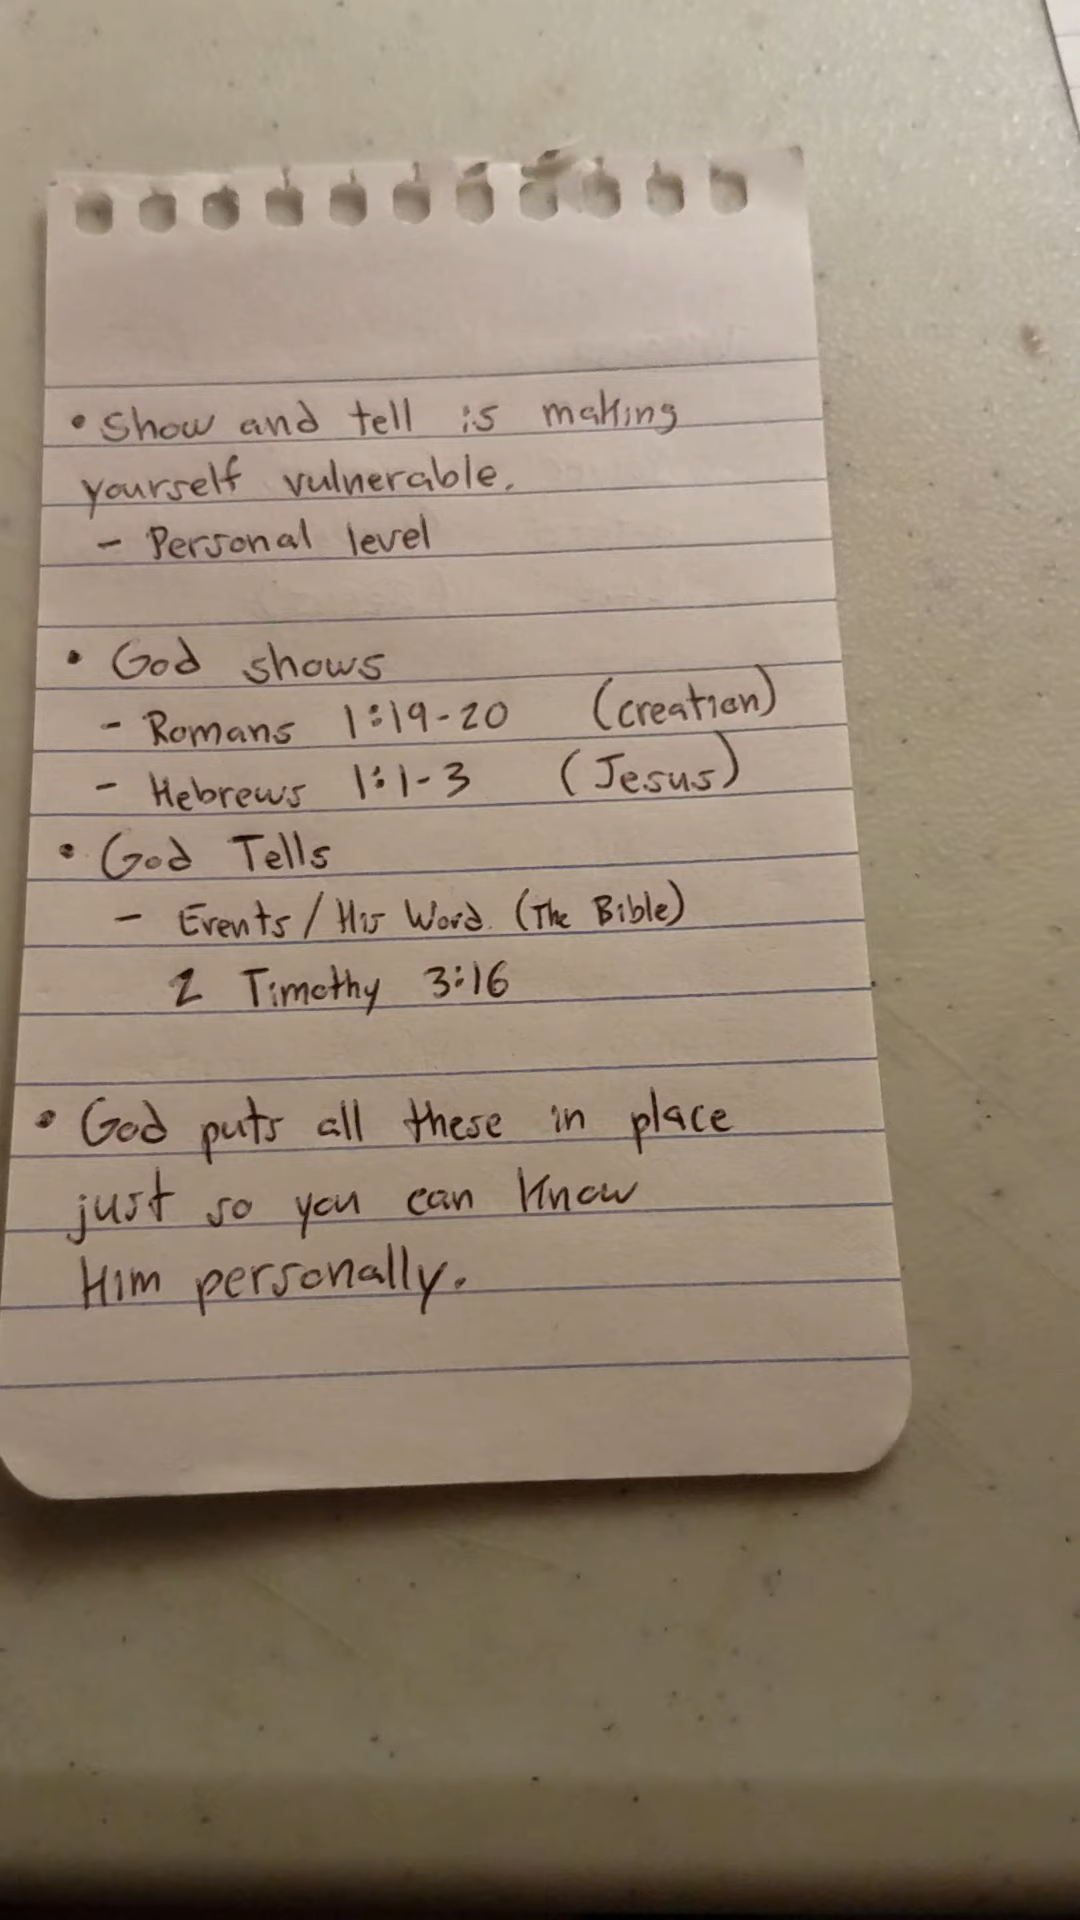 • Show and tell is making
yourself vulnerable.
- Personal level
• God shows
- Romans 1:19-20 (creation)
- Hebrews 1:1-3 (Jesus)
• God Tells
- Events / His Word. (The Bible)
2 Timothy 3:16
• God puts all these in place
just so you can know
Him personally.